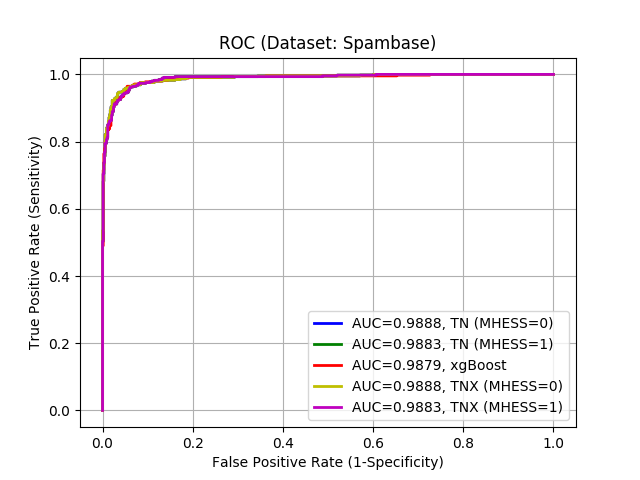 ROC (Dataset: Spambase)
True Positive Rate (Sensitivity)
1.0
0.8
0.6
0.4
0.2
0.0
AUC=0.9888, TN (MHESS=0)
AUC=0.9883, TN (MHESS=1)
AUC=0.9879, xgBoost
AUC=0.9888, TNX (MHESS=0)
AUC=0.9883, TNX (MHESS=1)
0.0 0.2 0.4 0.6 0.8 1.0
False Positive Rate (1-Specificity)